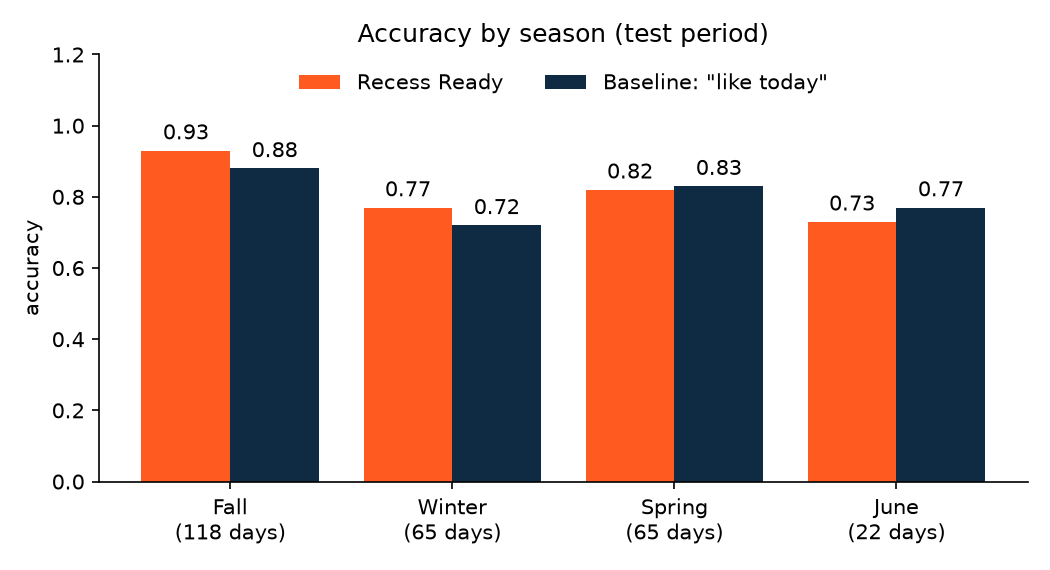 Accuracy by season (test period)
Recess Ready
Baseline: "like today"
accuracy
1.2
1.0
0.8
0.6
0.4
0.2
0.0
0.93
0.88
0.77
0.72
0.82
0.83
0.73
0.77
Fall
(118 days)
Winter
(65 days)
Spring
(65 days)
June
(22 days)